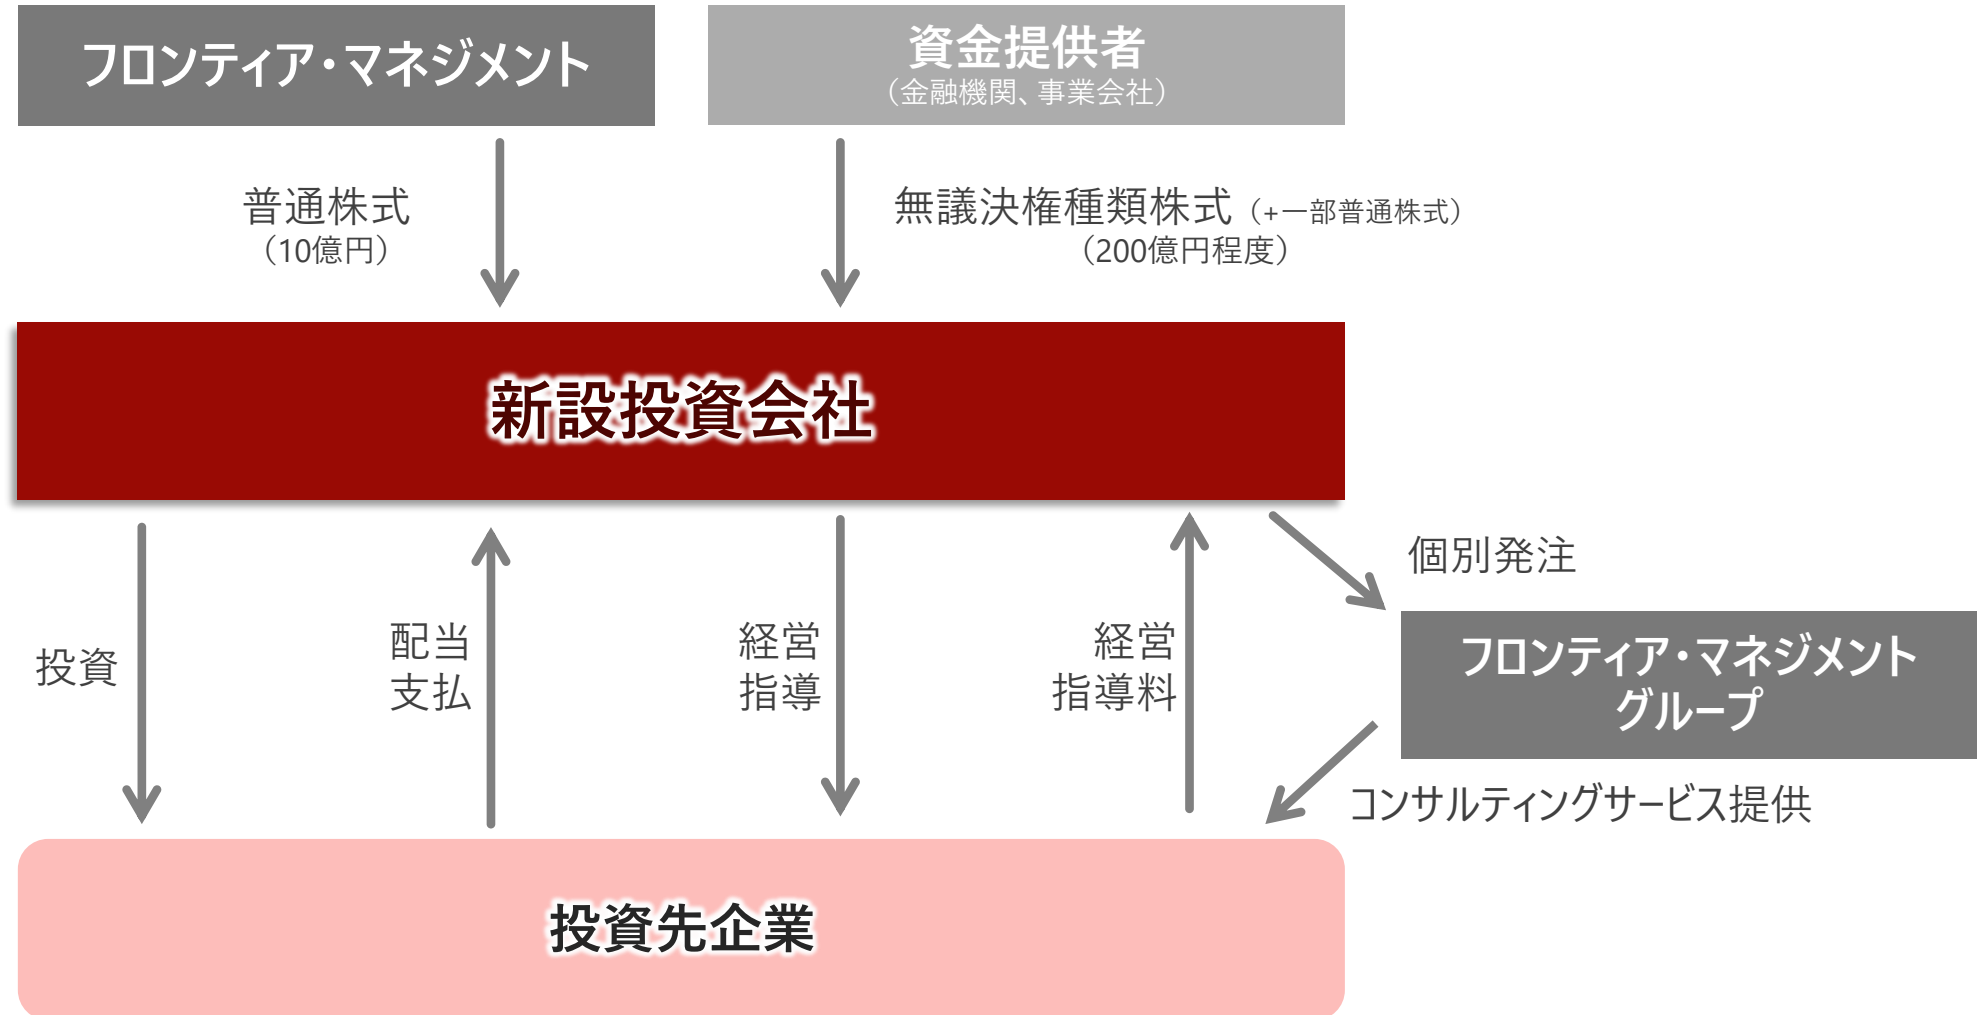 フロンティア・マネジメント
資金提供者
（金融機関、事業会社）
普通株式
（10億円）
無議決権種類株式（+一部普通株式）
（200億円程度）
新設投資会社
投資
配当
支払
経営
指導
経営
指導料
個別発注
フロンティア・マネジメント
グループ
コンサルティングサービス提供
投資先企業